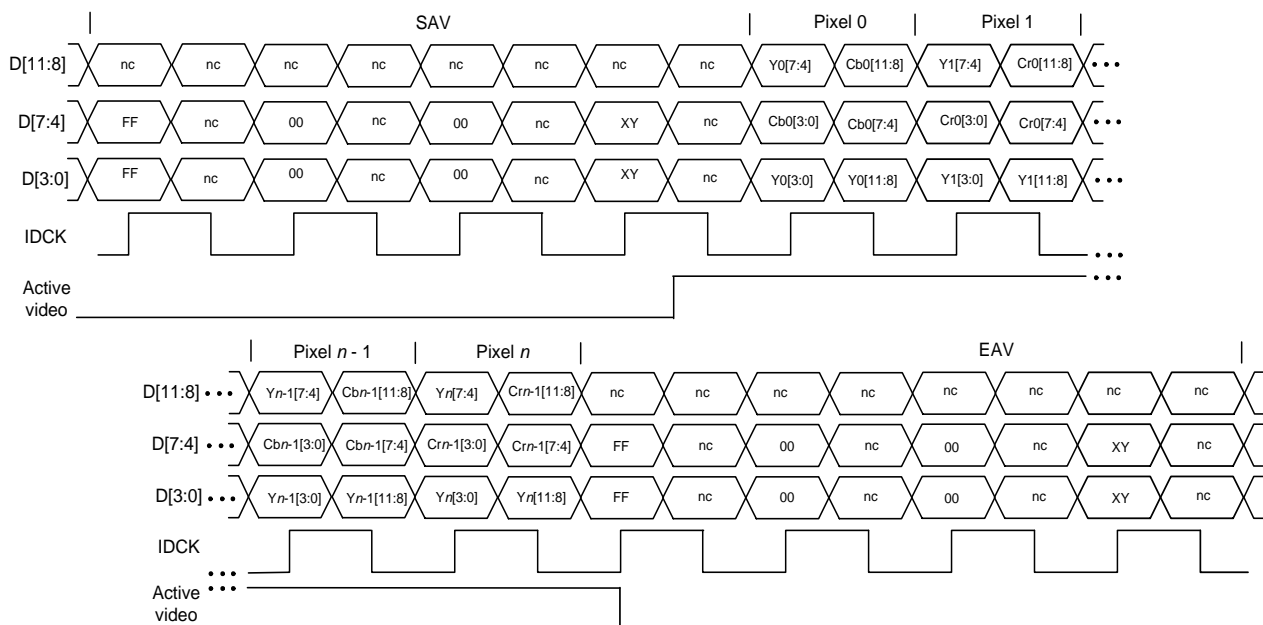 SAV Pixel 0 Pixel 1
D[11:8] nc nc nc nc nc nc nc nc Y0[7:4] Cb0[11:8] Y1[7:4] Cr0[11:8] •••
D[7:4] FF nc 00 nc 00 nc XY nc Cb0[3:0] Cb0[7:4] Cr0[3:0] Cr0[7:4] •••
D[3:0] FF nc 00 nc 00 nc XY nc Y0[3:0] Y0[11:8] Y1[3:0] Y1[11:8] •••
IDCK •••
Active •••
video
Pixel n - 1 Pixel n EAV
D[11:8] ••• Yn-1[7:4] Cbn-1[11:8] Yn[7:4] Crn-1[11:8] nc nc nc nc nc nc nc nc
D[7:4] ••• Cbn-1[3:0] Cbn-1[7:4] Crn-1[3:0] Crn-1[7:4] FF nc 00 nc 00 nc XY nc
D[3:0] ••• Yn-1[3:0] Yn-1[11:8] Yn[3:0] Yn[11:8] FF nc 00 nc 00 nc XY nc
IDCK •••
Active •••
video